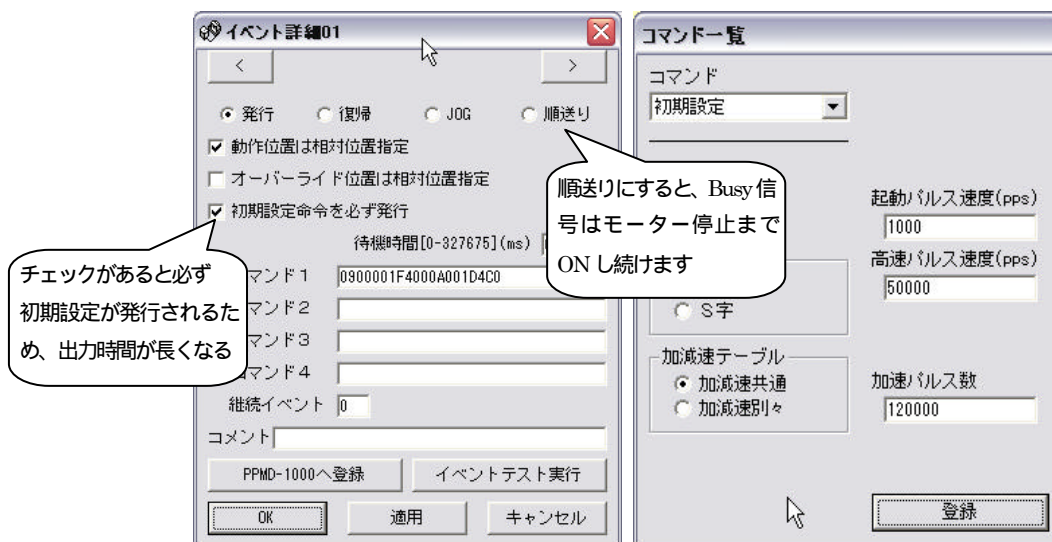 イベント詳細01
<
>
発行
復帰
JOG
順送り
動作位置は相対位置指定
オーバーライド位置は相対位置指定
初期設定命令を必ず発行
待機時間[0-327675](ms)
マンド1
0900001F4000A001D4C0
マンド2
マンド3
マンド4
継続イベント
0
コメント
PPMD-1000へ登録
イベントテスト実行
OK
適用
キャンセル
順送りにすると、Busy信
号はモーター停止まで
ONし続けます
チェックがあると必ず
初期設定が発行されるた
め、出力時間が長くなる
コマンド一覧
コマンド
初期設定
起動パルス速度(pps)
1000
高速パルス速度(pps)
50000
S字
加減速テーブル
加減速共通
加減速別々
加速パルス数
120000
登録